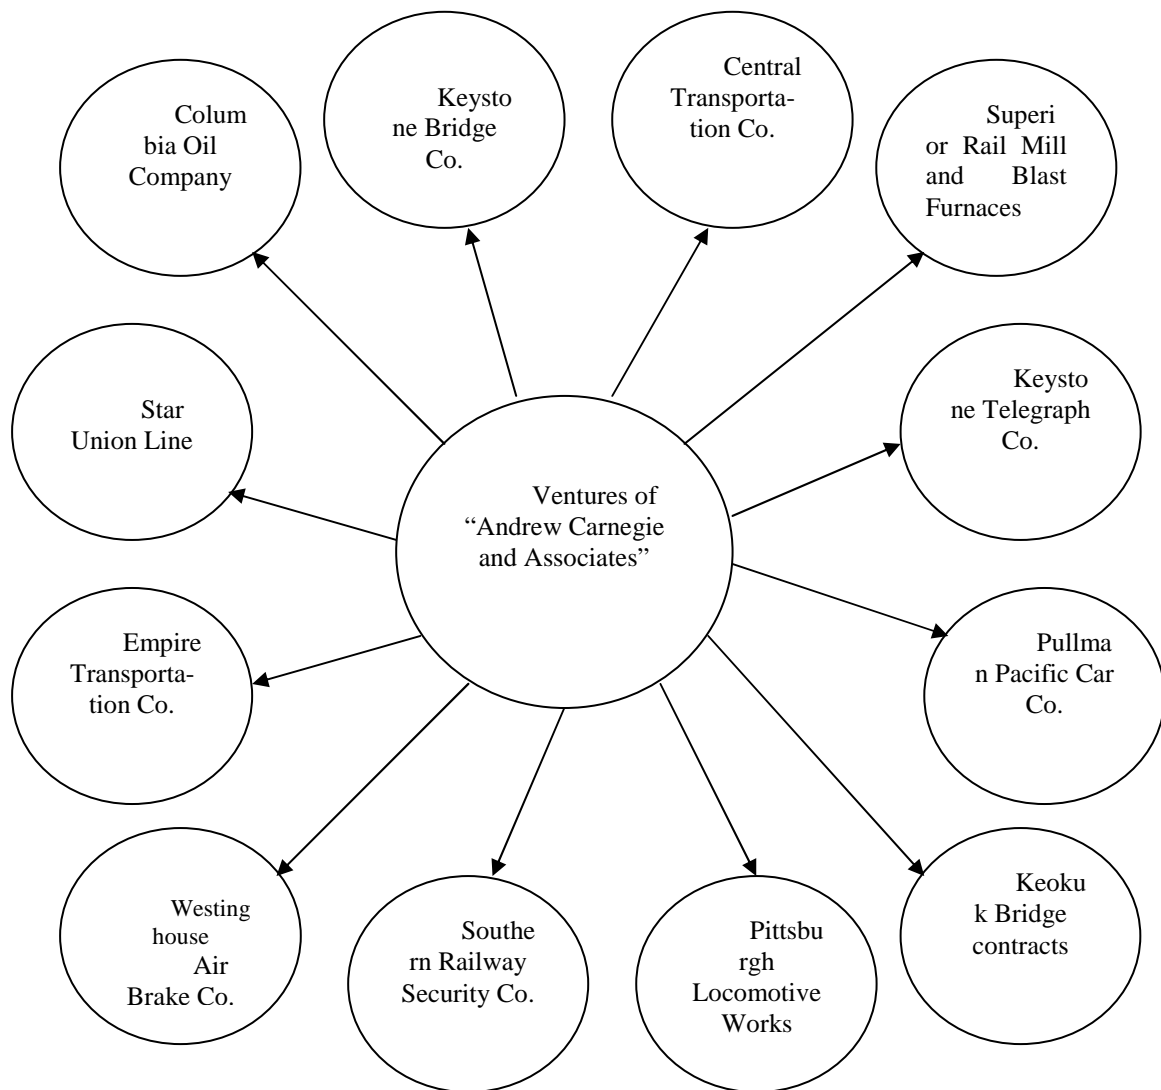 Colum
bia Oil
Company
Keysto
ne Bridge
Co.
Central
Transporta-
tion Co.
Superi
or Rail Mill
and Blast
Furnaces
Star
Union Line
Keysto
ne Telegraph
Co.
Ventures of
“Andrew Carnegie
and Associates”
Empire
Transporta-
tion Co.
Pullma
n Pacific Car
Co.
Westing
house
Air
Brake Co.
Southe
rn Railway
Security Co.
Pittsbu
rgh
Locomotive
Works
Keoku
k Bridge
contracts